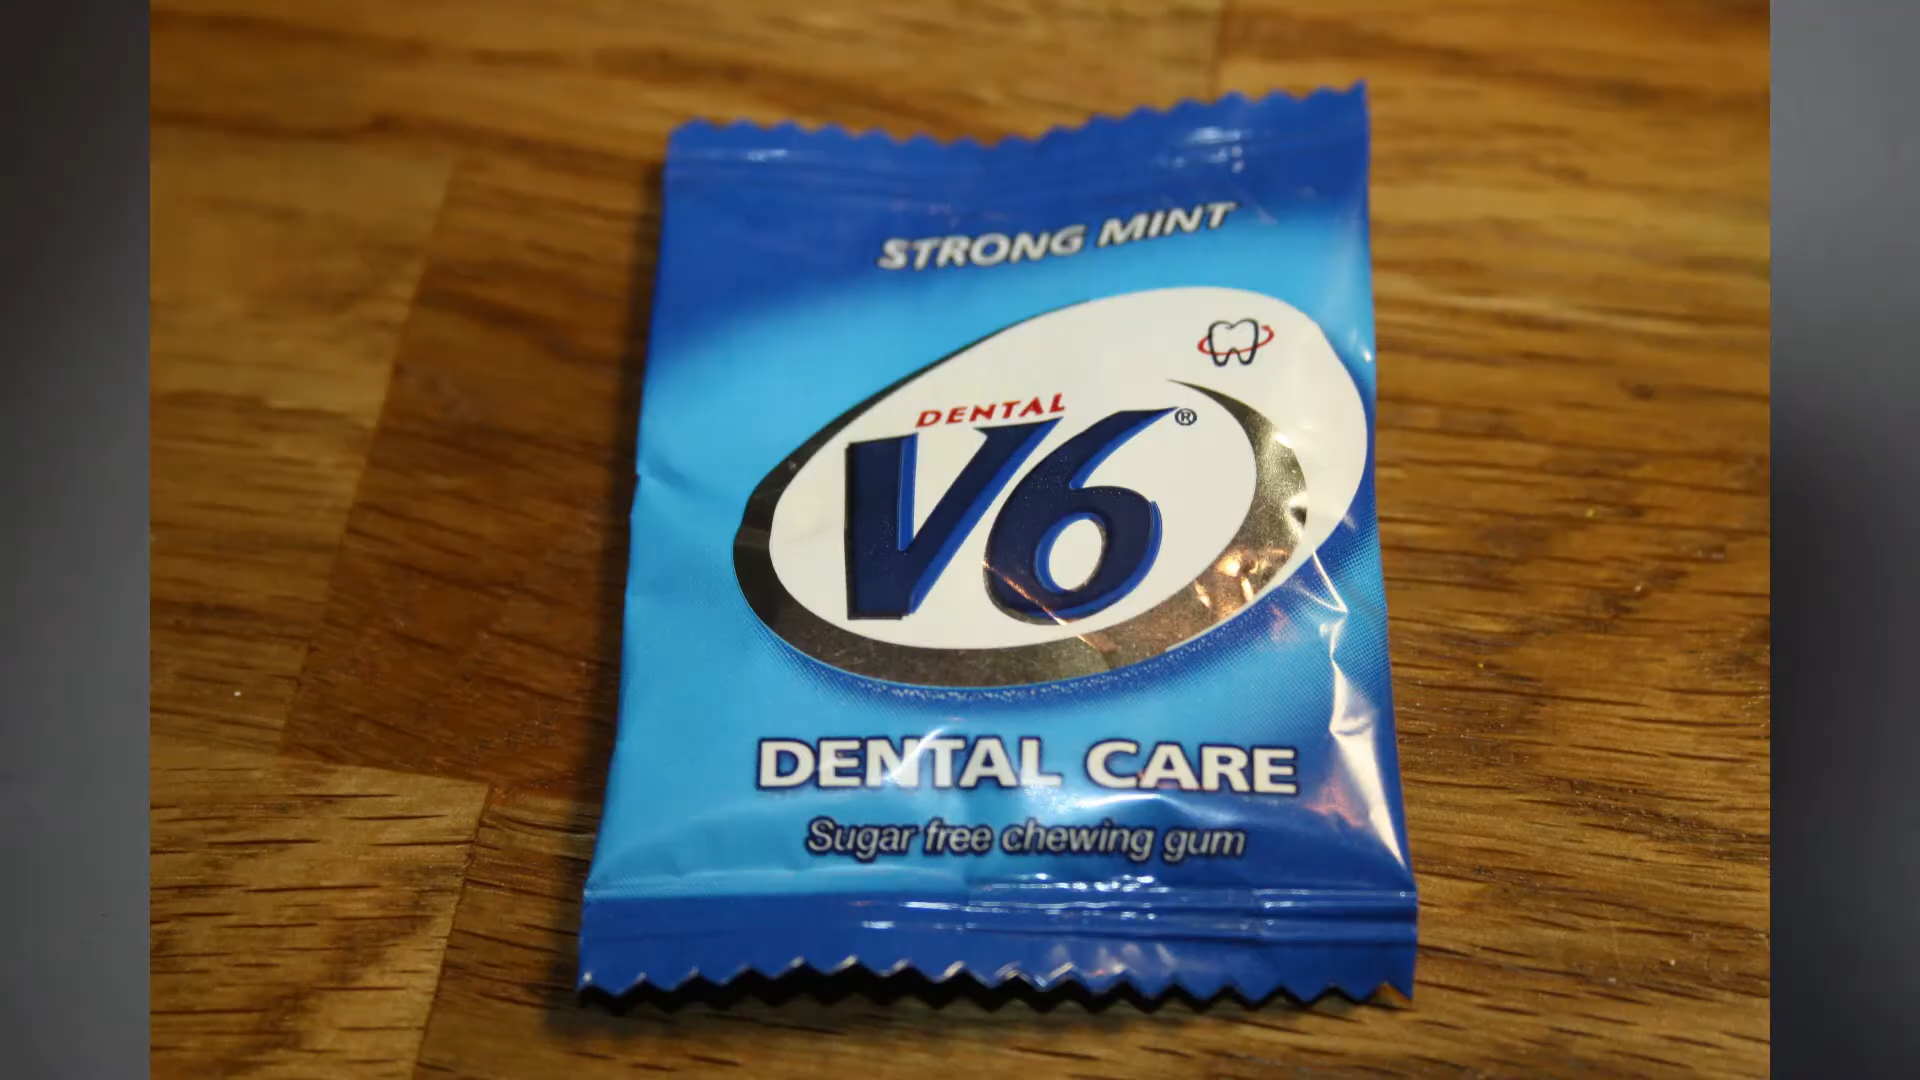 STRONG MINT
DENTAL
V6®
DENTAL CARE
Sugar free chewing gum